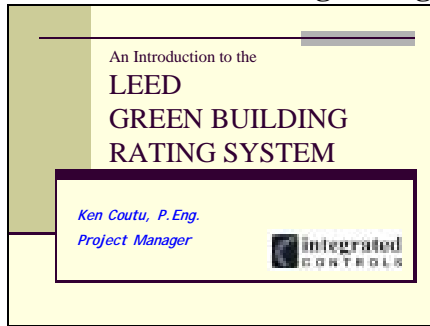 An Introduction to the
LEED
GREEN BUILDING
RATING SYSTEM
Ken Coutu, P.Eng.
Project Manager
integrated
CONTROLS